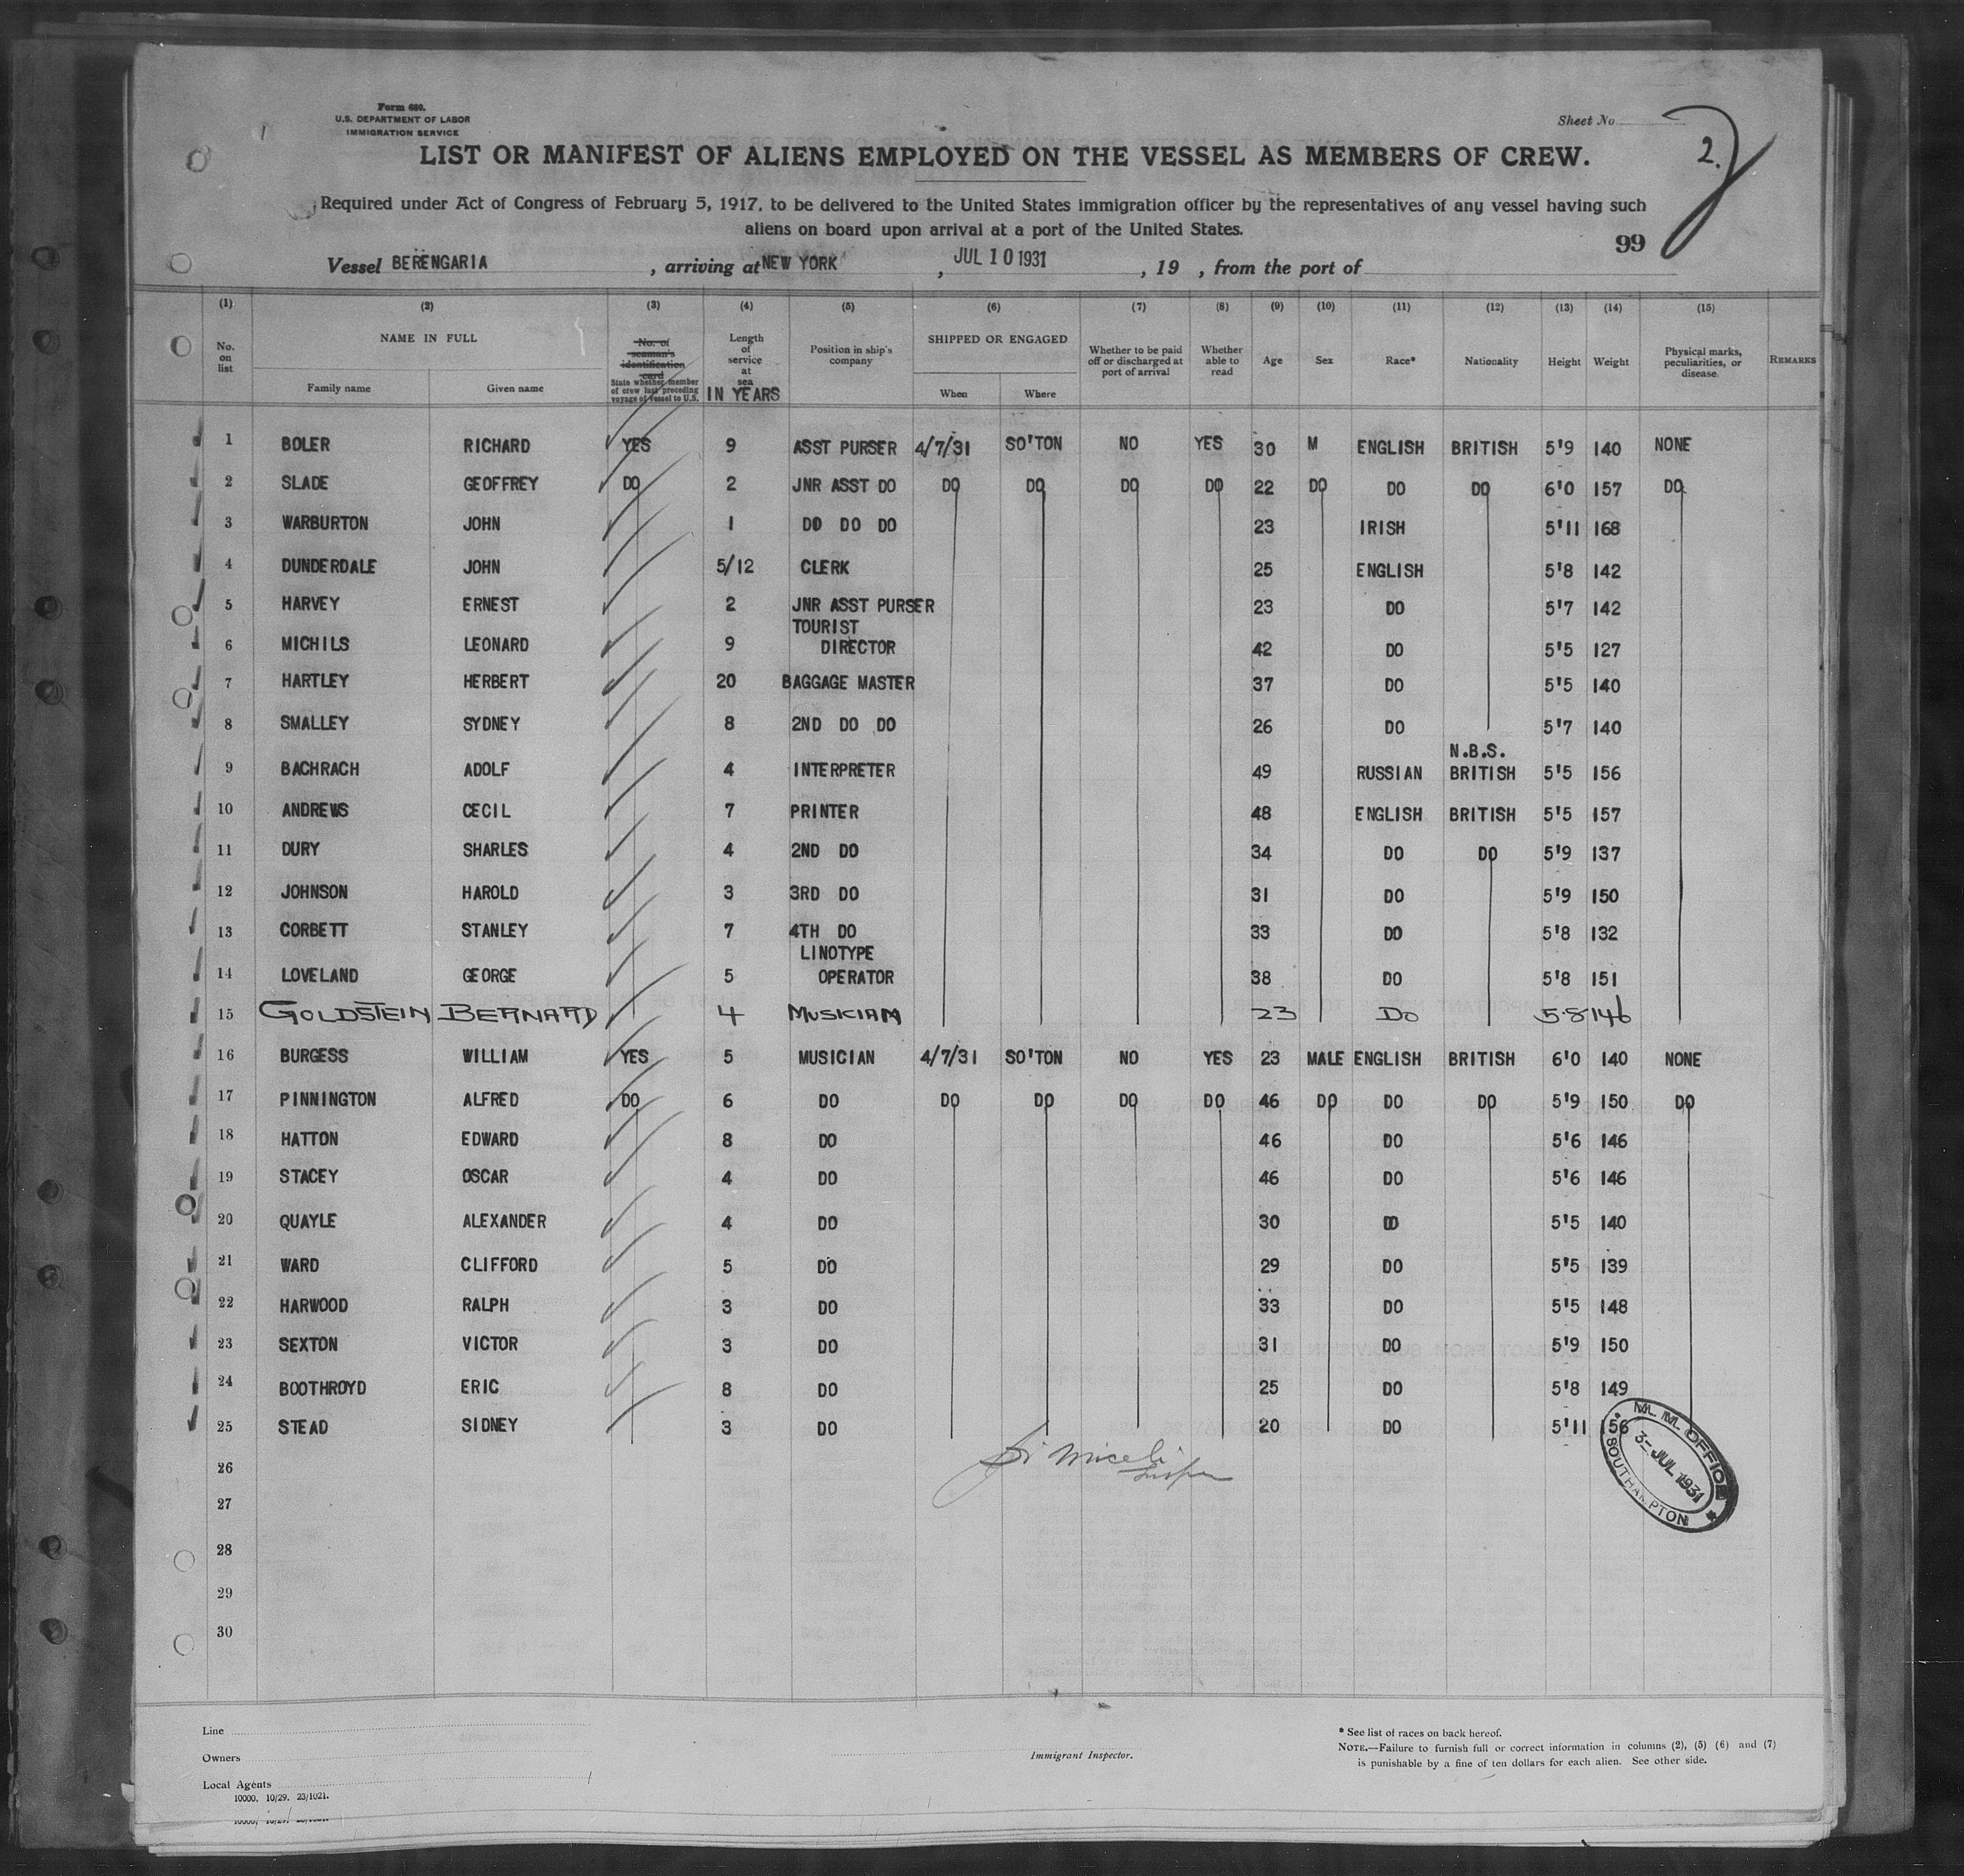 Form 680.
U.S. DEPARTMENT OF LABOR
IMMIGRATION SERVICE
Sheet No
2.
LIST OR MANIFEST OF ALIENS EMPLOYED ON THE VESSEL AS MEMBERS OF CREW.
Required under Act of Congress of February 5, 1917, to be delivered to the United States immigration officer by the representatives of any vessel having such
aliens on board upon arrival at a port of the United States.
99
Vessel BERENGARIA , arriving at NEW YORK , JUL 10 1931 , 19 , from the port of
(1) (2) (3) (4) (5) (6) (7) (8) (9) (10) (11) (12) (13) (14) (15)
No. on list NAME IN FULL Family name Given name No. of seaman's identification card State whether member of crew last preceding voyage of vessel to U.S. Length of service at sea IN YEARS Position in ship's company SHIPPED OR ENGAGED When Where Whether to be paid off or discharged at port of arrival Whether able to read Age Sex Race* Nationality Height Weight Physical marks, peculiarities, or disease. REMARKS
1 BOLER RICHARD YES 9 ASST PURSER 4/7/31 SO'TON NO YES 30 M ENGLISH BRITISH 5'9 140 NONE
2 SLADE GEOFFREY DO 2 JNR ASST DO DO DO DO DO 22 DO DO DO 6'0 157 DO
3 WARBURTON JOHN 1 DO DO DO 23 IRISH 5'11 168
4 DUNDERDALE JOHN 5/12 CLERK 25 ENGLISH 5'8 142
5 HARVEY ERNEST 2 JNR ASST PURSER 23 DO 5'7 142
6 MICHILS LEONARD 9 TOURIST DIRECTOR 42 DO 5'5 127
7 HARTLEY HERBERT 20 BAGGAGE MASTER 37 DO 5'5 140
8 SMALLEY SYDNEY 8 2ND DO DO 26 DO 5'7 140
9 BACHRACH ADOLF 4 INTERPRETER 49 RUSSIAN N.B.S. BRITISH 5'5 156
10 ANDREWS CECIL 7 PRINTER 48 ENGLISH BRITISH 5'5 157
11 DURY SHARLES 4 2ND DO 34 DO DO 5'9 137
12 JOHNSON HAROLD 3 3RD DO 31 DO 5'9 150
13 CORBETT STANLEY 7 4TH DO 33 DO 5'8 132
14 LOVELAND GEORGE 5 LINOTYPE OPERATOR 38 DO 5'8 151
15 GOLDSTEIN BERNARD 4 MUSICIAN 23 DO 5.8 146
16 BURGESS WILLIAM YES 5 MUSICIAN 4/7/31 SO'TON NO YES 23 MALE ENGLISH BRITISH 6'0 140 NONE
17 PINNINGTON ALFRED DO 6 DO DO DO DO DO 46 DO DO DO 5'9 150 DO
18 HATTON EDWARD 8 DO 46 DO 5'6 146
19 STACEY OSCAR 4 DO 46 DO 5'6 146
20 QUAYLE ALEXANDER 4 DO 30 DO 5'5 140
21 WARD CLIFFORD 5 DO 29 DO 5'5 139
22 HARWOOD RALPH 3 DO 33 DO 5'5 148
23 SEXTON VICTOR 3 DO 31 DO 5'9 150
24 BOOTHROYD ERIC 8 DO 25 DO 5'8 149
25 STEAD SIDNEY 3 DO 20 DO 5'11 156
26
27
28
29
30
Miceli
M.M. OFFICE
3- JUL 1931
SOUTHAMPTON
Line
Owners
Local Agents
10000. 10/29. 23/1021.
Immigrant Inspector.
* See list of races on back hereof.
NOTE.—Failure to furnish full or correct information in columns (2), (5) (6) and (7)
is punishable by a fine of ten dollars for each alien. See other side.